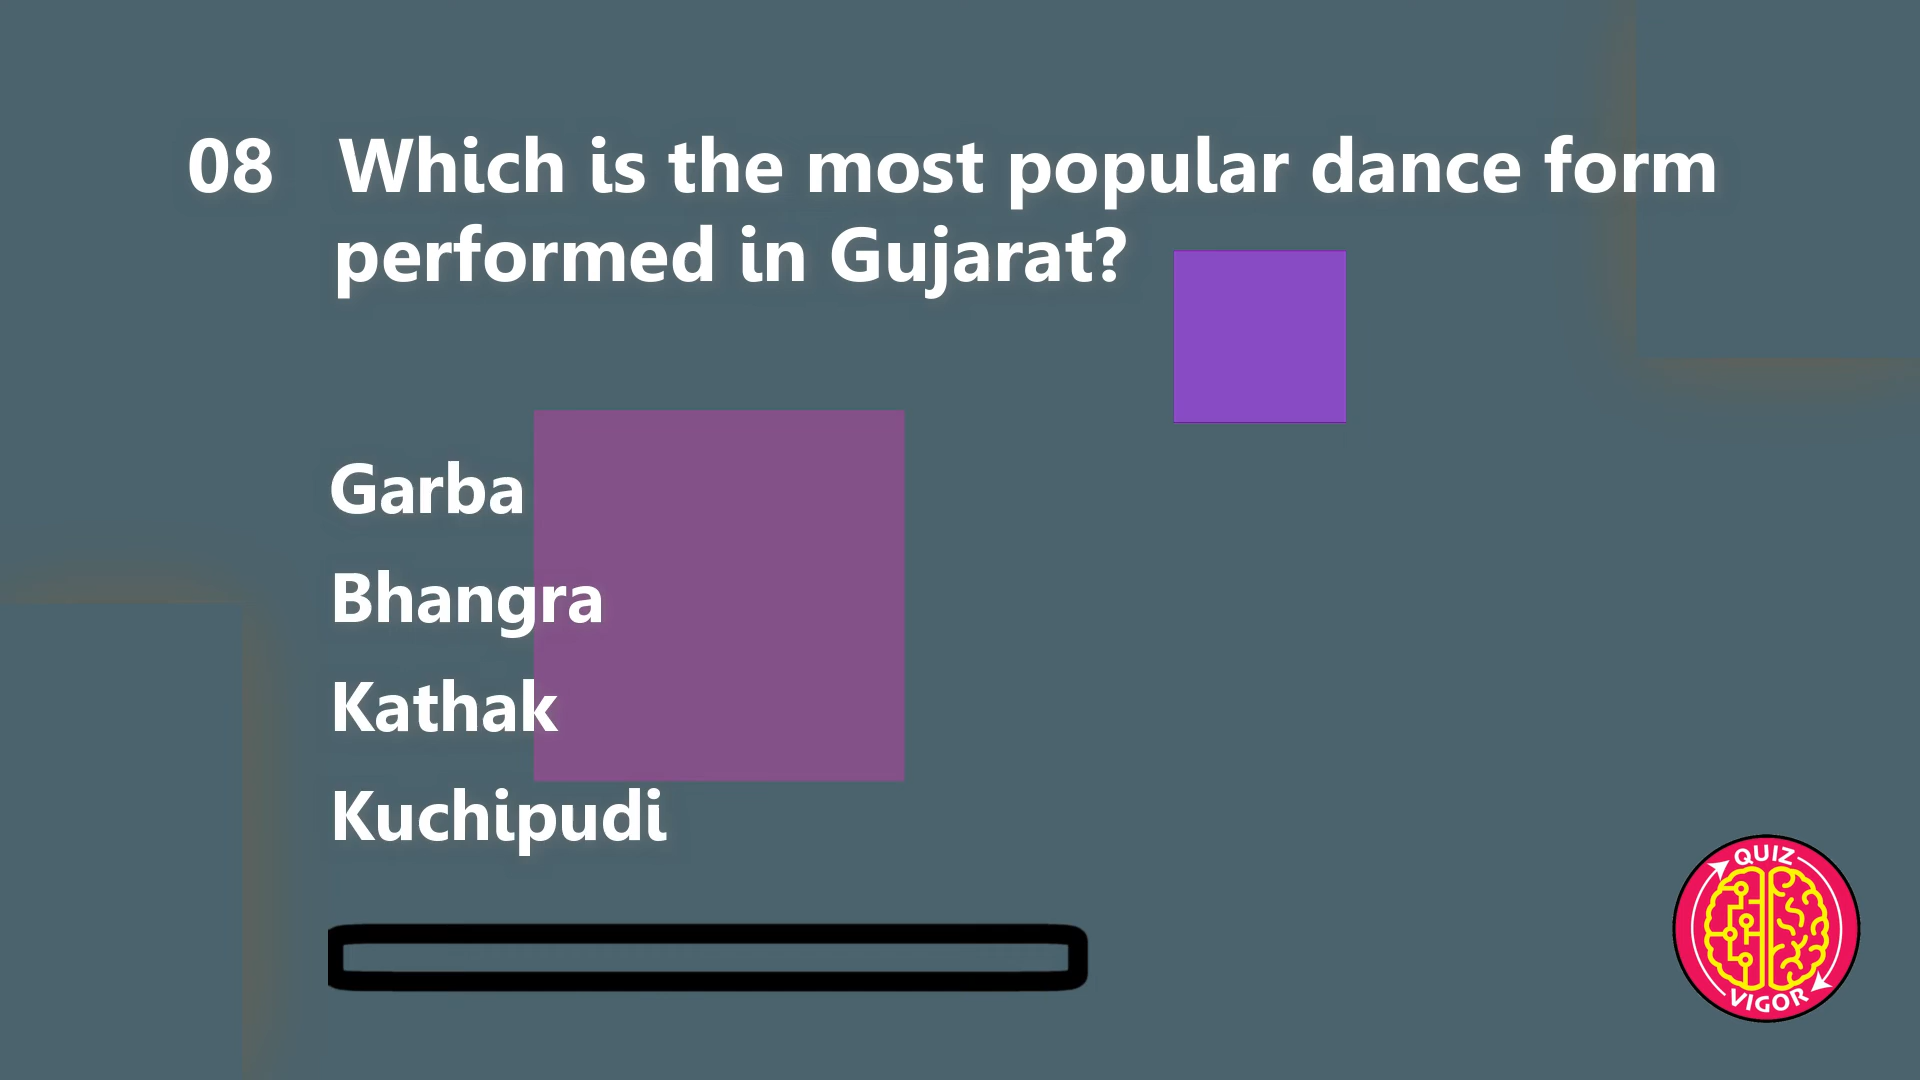 08 Which is the most popular dance form
performed in Gujarat?
Garba
Bhangra
Kathak
Kuchipudi
QUIZ
VIGOR